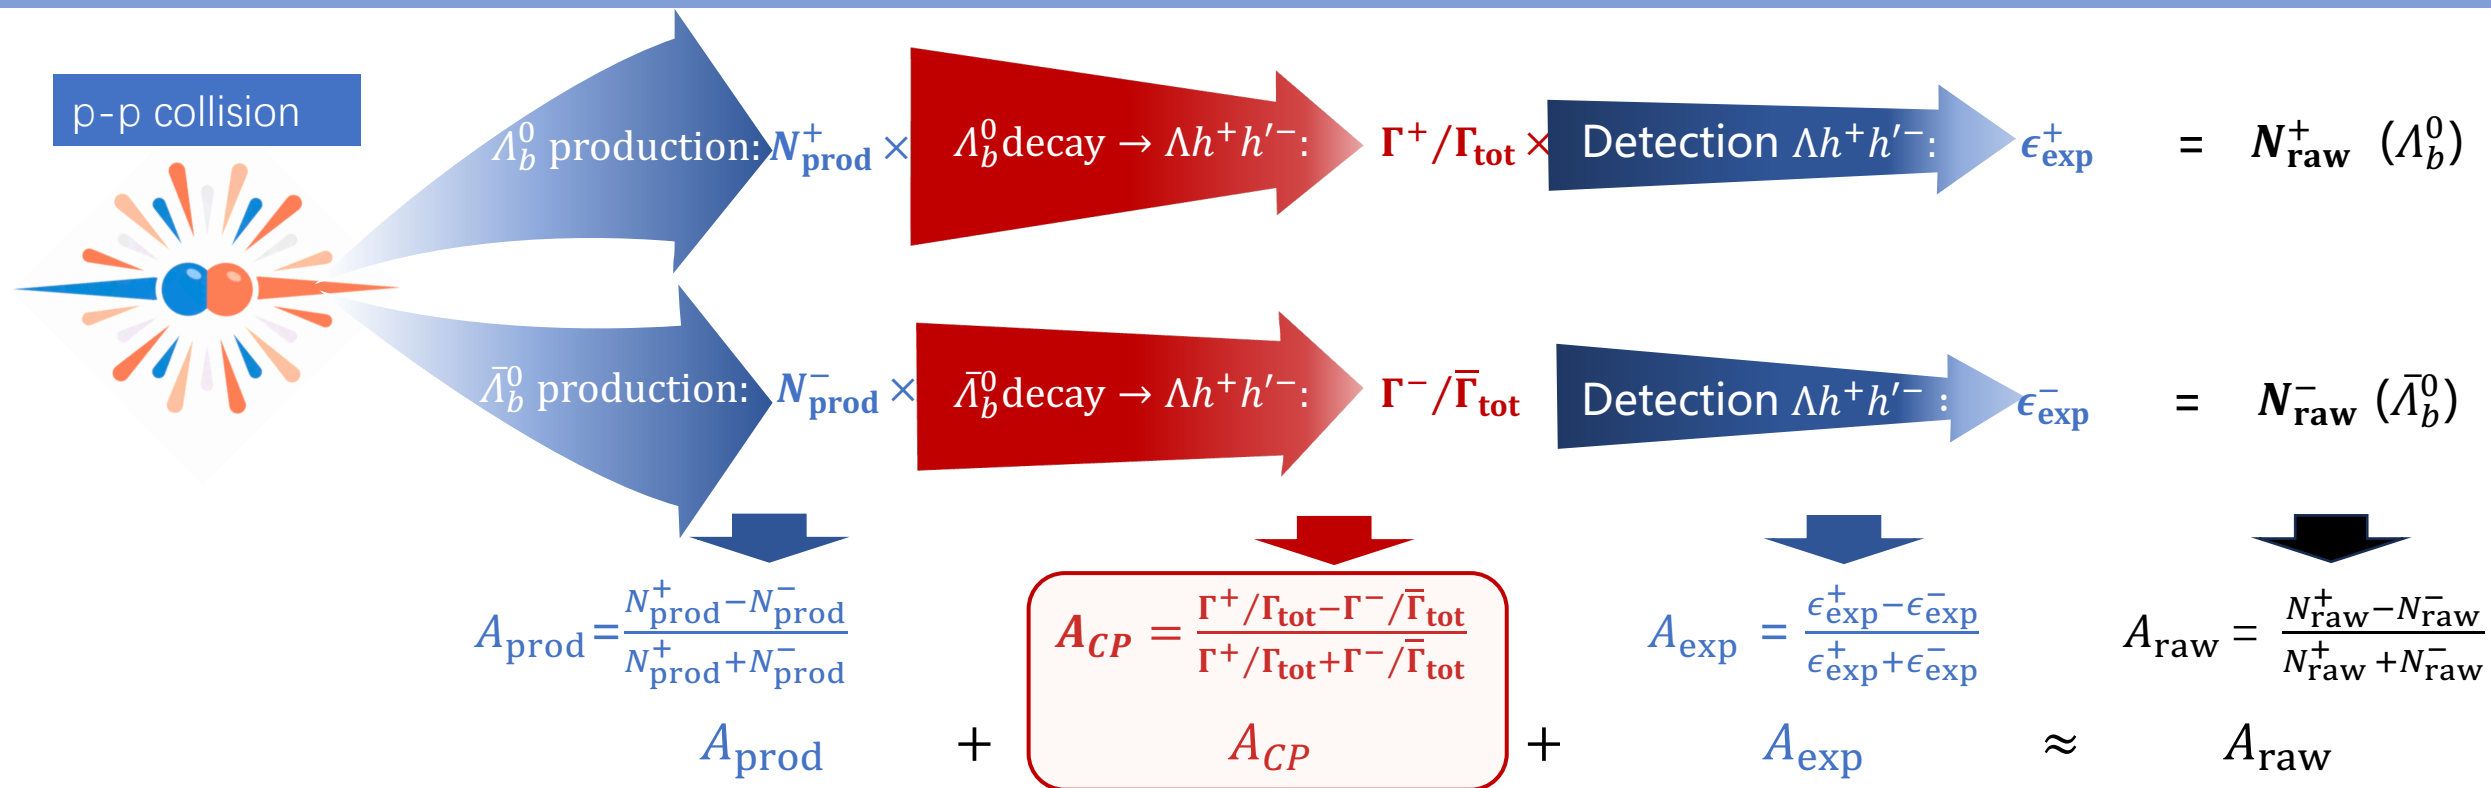 p-p collision
Λ_b^0 production: N_prod^+ × Λ_b^0 decay → Λh⁺h′⁻: Γ⁺/Γ_tot × Detection Λh⁺h′⁻: ϵ_exp^+ = N_raw^+ (Λ_b^0)
Λ̄_b^0 production: N_prod^- × Λ̄_b^0 decay → Λh⁺h′⁻: Γ⁻/Γ̄_tot Detection Λh⁺h′⁻: ϵ_exp^- = N_raw^- (Λ̄_b^0)
A_prod = (N_prod^+ − N_prod^-)/(N_prod^+ + N_prod^-)
A_CP = (Γ⁺/Γ_tot − Γ⁻/Γ̄_tot)/(Γ⁺/Γ_tot + Γ⁻/Γ̄_tot)
A_exp = (ϵ_exp^+ − ϵ_exp^-)/(ϵ_exp^+ + ϵ_exp^-)
A_raw = (N_raw^+ − N_raw^-)/(N_raw^+ + N_raw^-)
A_prod + A_CP + A_exp ≈ A_raw